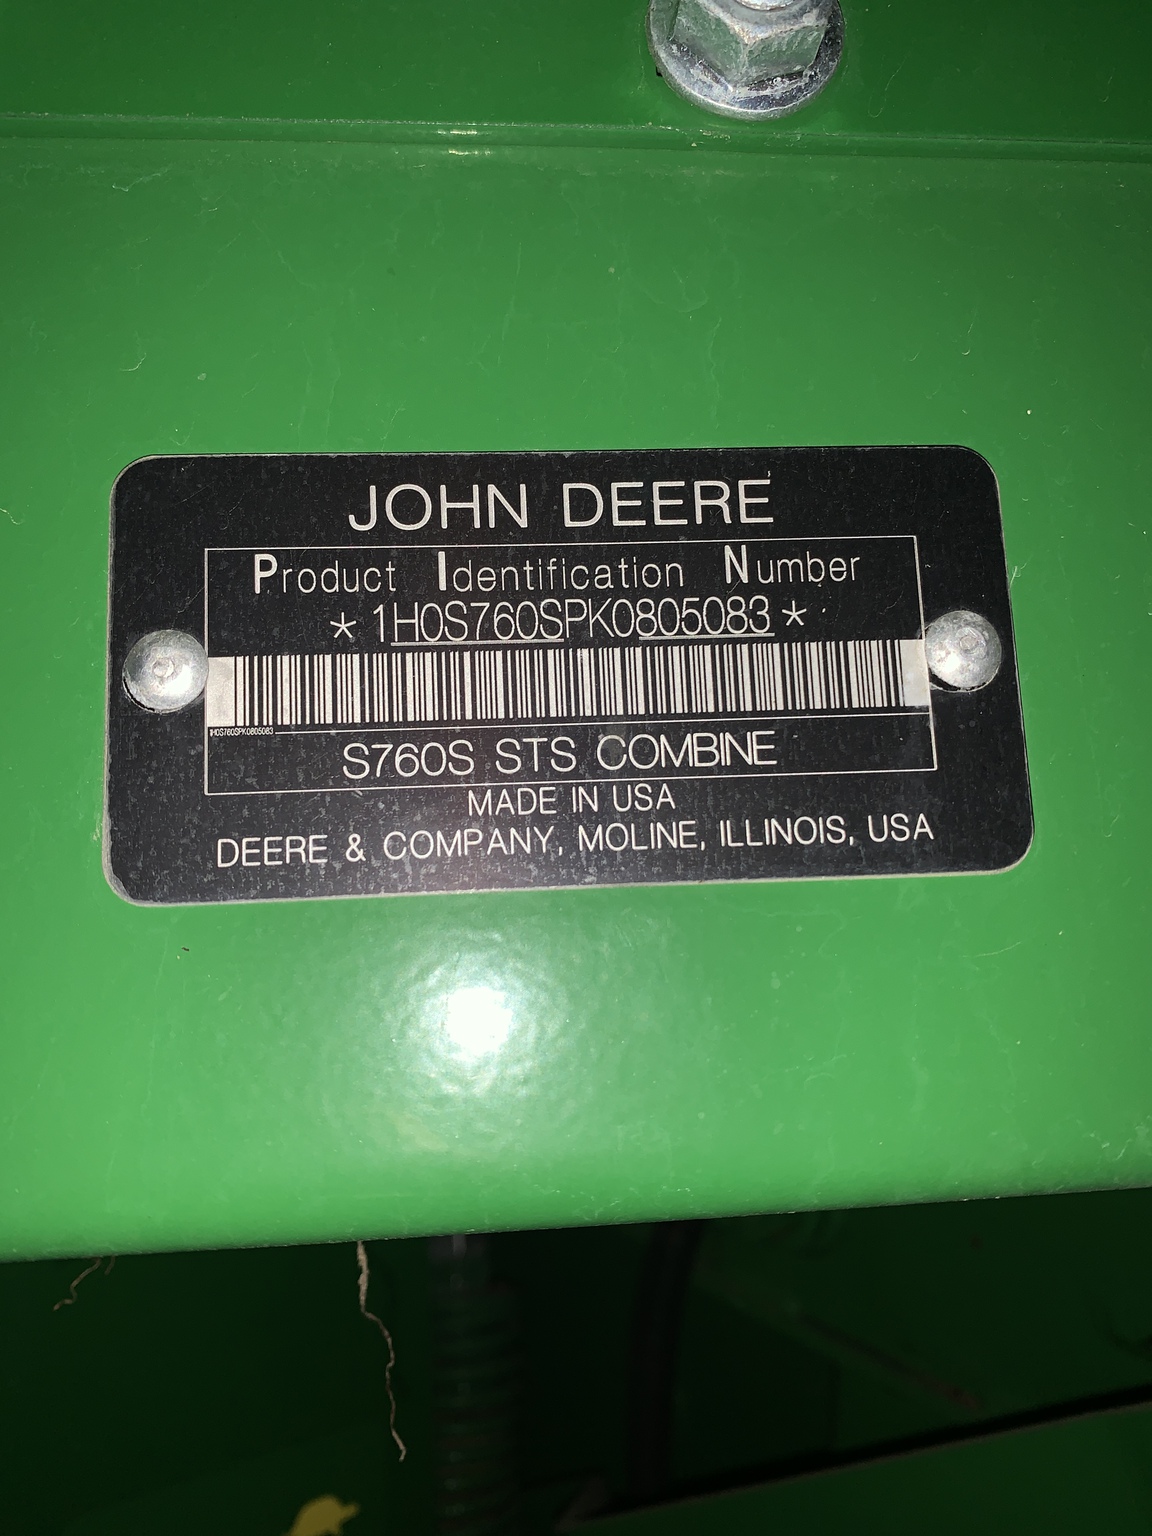 JOHN DEERE
Product Identification Number
*1H0S760SPK0805083*
1H0S760SPK0805083
S760S STS COMBINE
MADE IN USA
DEERE & COMPANY, MOLINE, ILLINOIS, USA